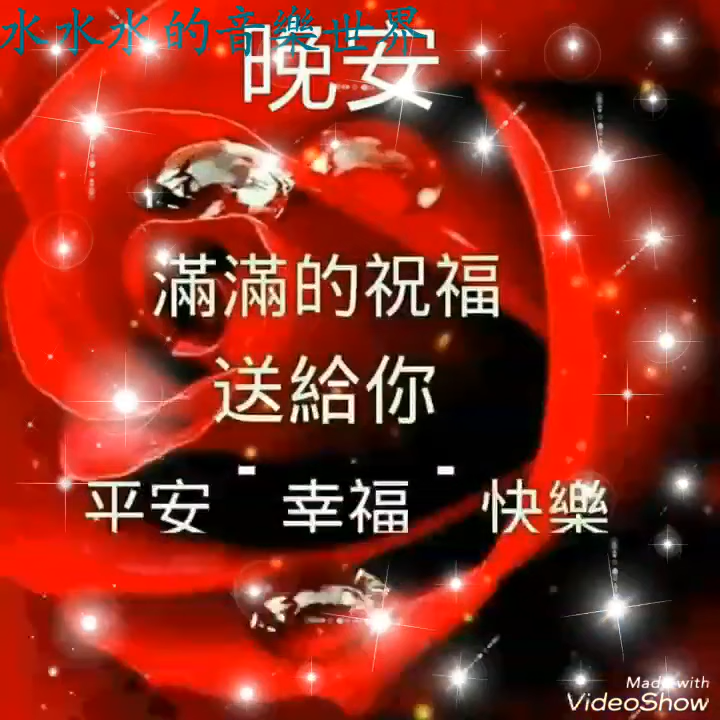 水水水的音樂世界
晚安
滿滿的祝福
送給你
平安-幸福-快樂
Made with
VideoShow